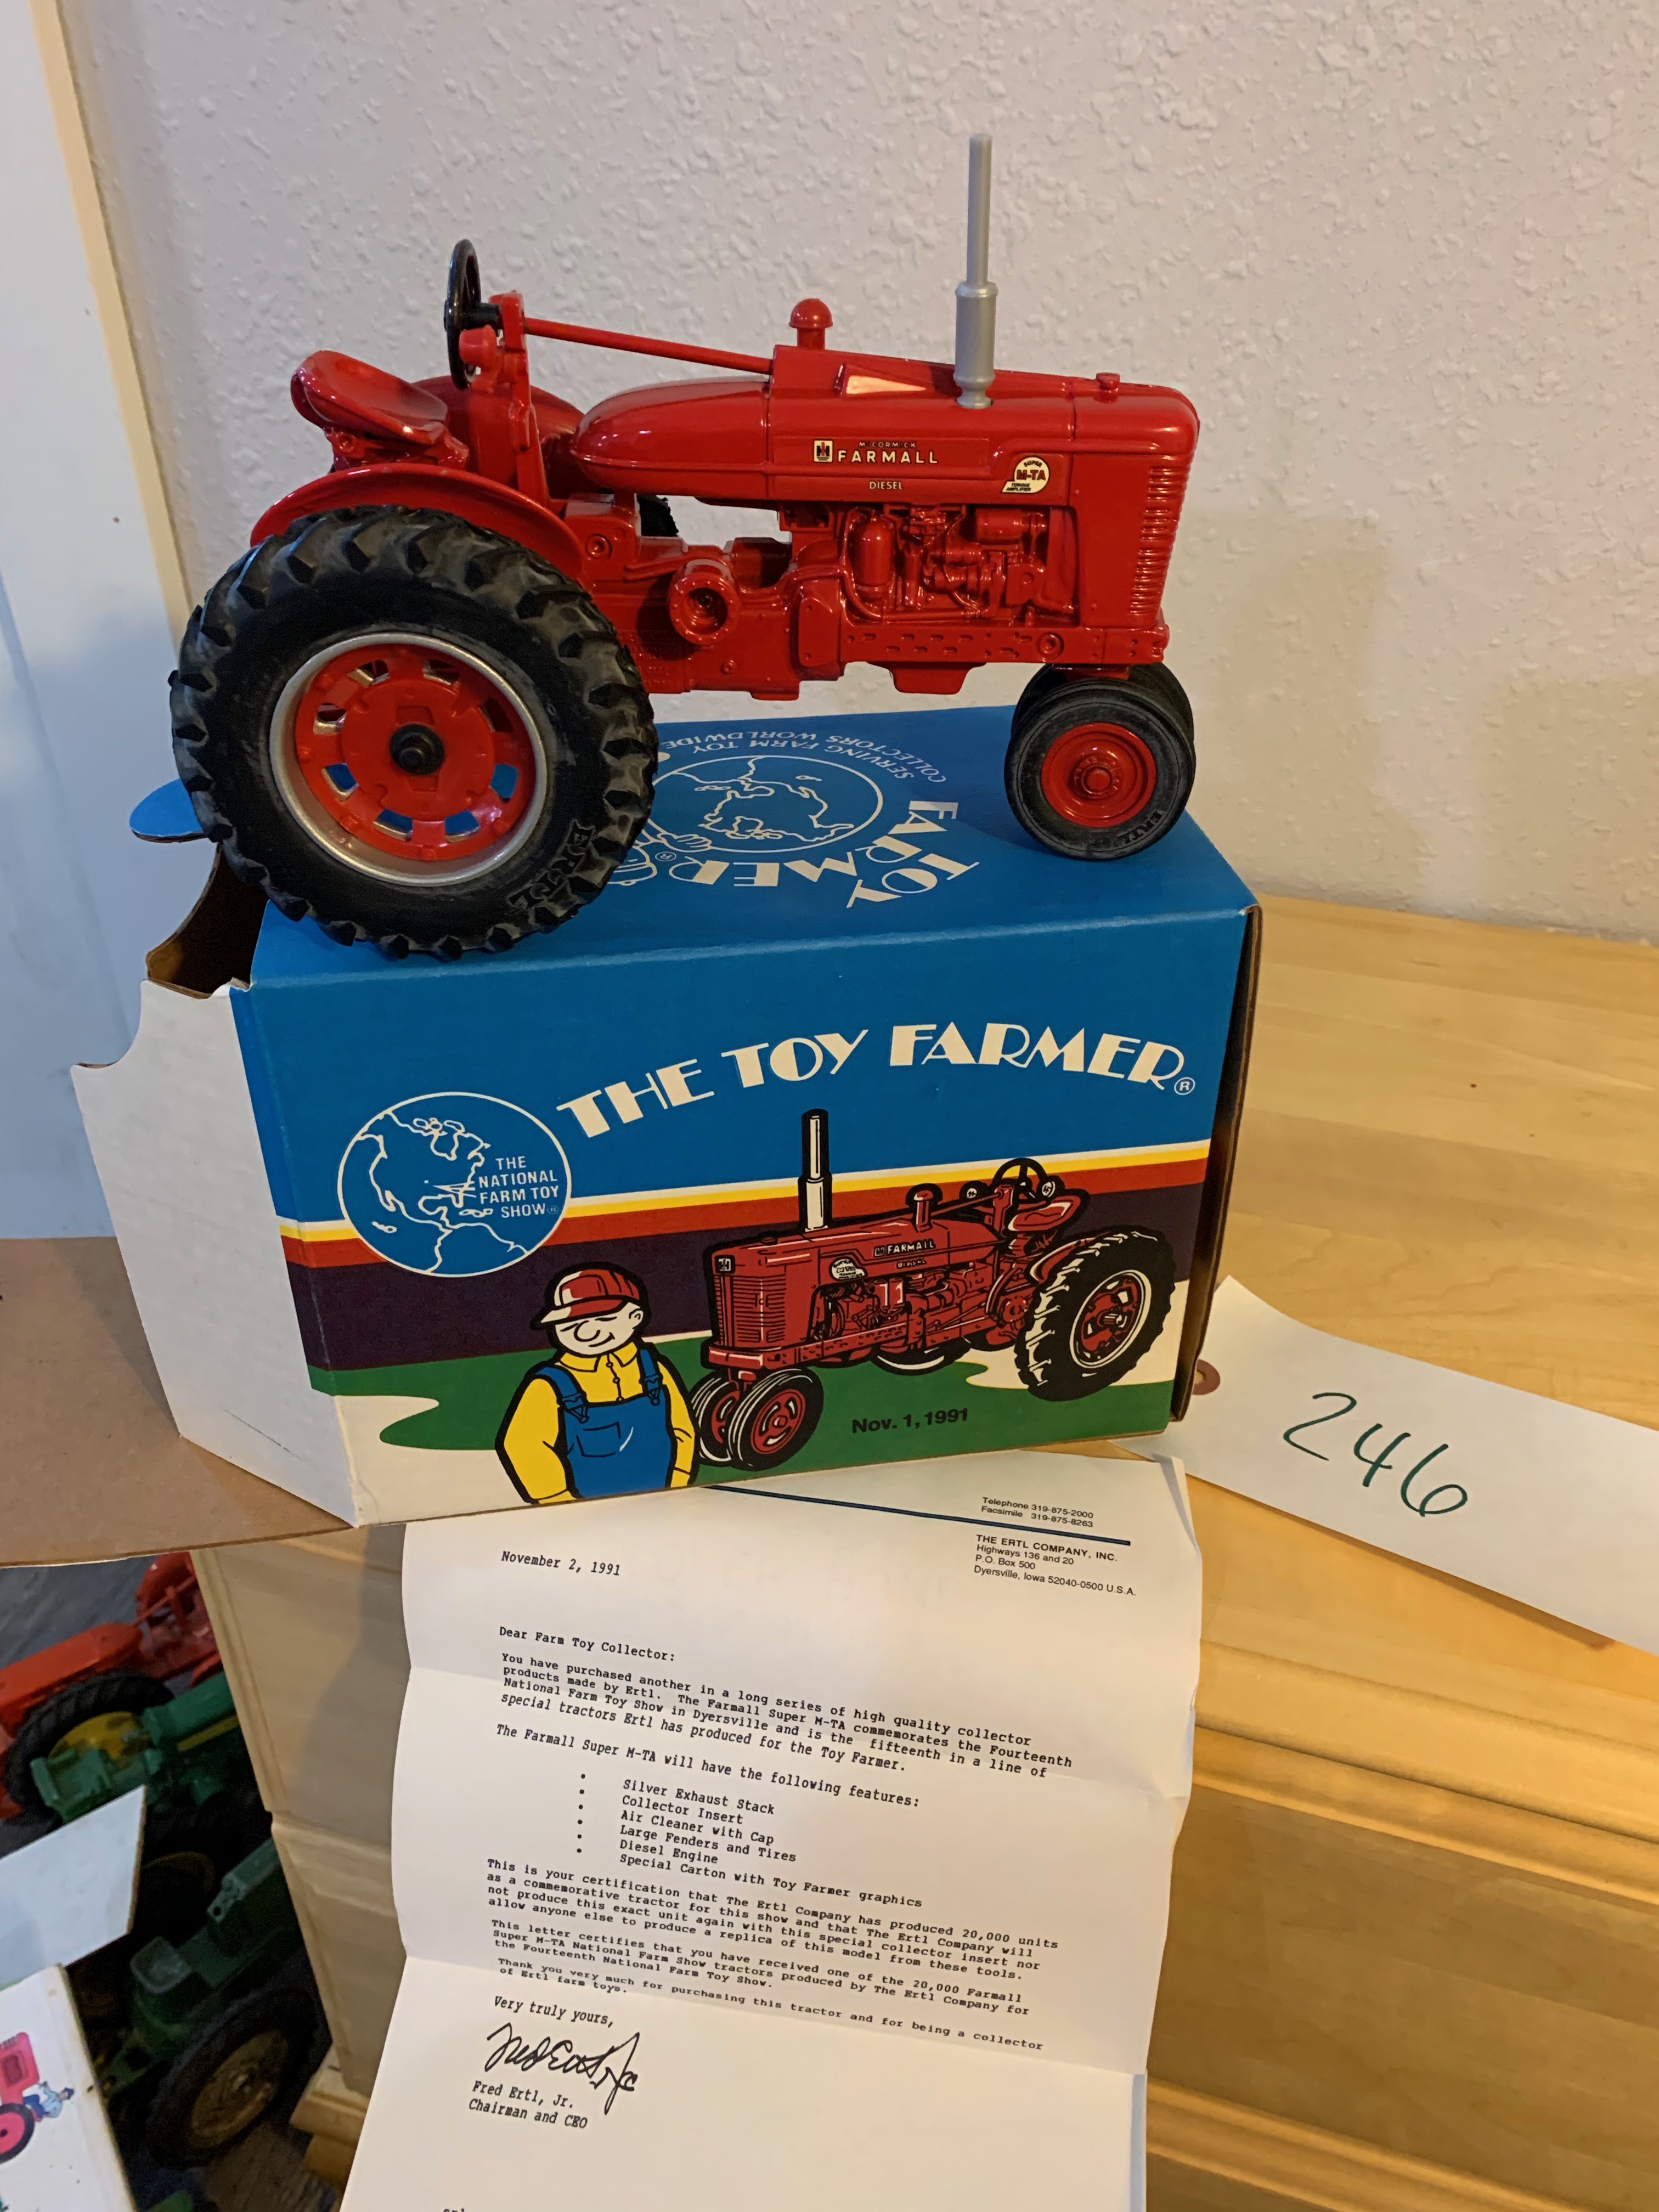 McCORMICK
FARMALL
DIESEL
SUPER
M-TA
TORQUE
AMPLIFIER
ERTL
ERTL
SERVING FARM TOY
COLLECTORS WORLDWIDE
TOY
FARMER®
THE TOY FARMER®
THE
NATIONAL
FARM TOY
SHOW®
FARMALL
DIESEL
Nov. 1, 1991
246
Telephone 319-875-2000
Facsimile 319-875-8263
THE ERTL COMPANY, INC.
Highways 136 and 20
P.O. Box 500
Dyersville, Iowa 52040-0500 U.S.A.
November 2, 1991
Dear Farm Toy Collector:
You have purchased another in a long series of high quality collector
products made by Ertl. The Farmall Super M-TA commemorates the Fourteenth
National Farm Toy Show in Dyersville and is the fifteenth in a line of
special tractors Ertl has produced for the Toy Farmer.
The Farmall Super M-TA will have the following features:
• Silver Exhaust Stack
• Collector Insert
• Air Cleaner with Cap
• Large Fenders and Tires
• Diesel Engine
• Special Carton with Toy Farmer graphics
This is your certification that The Ertl Company has produced 20,000 units
as a commemorative tractor for this show and that The Ertl Company will
not produce this exact unit again with this special collector insert nor
allow anyone else to produce a replica of this model from these tools.
This letter certifies that you have received one of the 20,000 Farmall
Super M-TA National Farm Show tractors produced by The Ertl Company for
the Fourteenth National Farm Toy Show.
Thank you very much for purchasing this tractor and for being a collector
of Ertl farm toys.
Very truly yours,
Fred Ertl, Jr.
Chairman and CEO